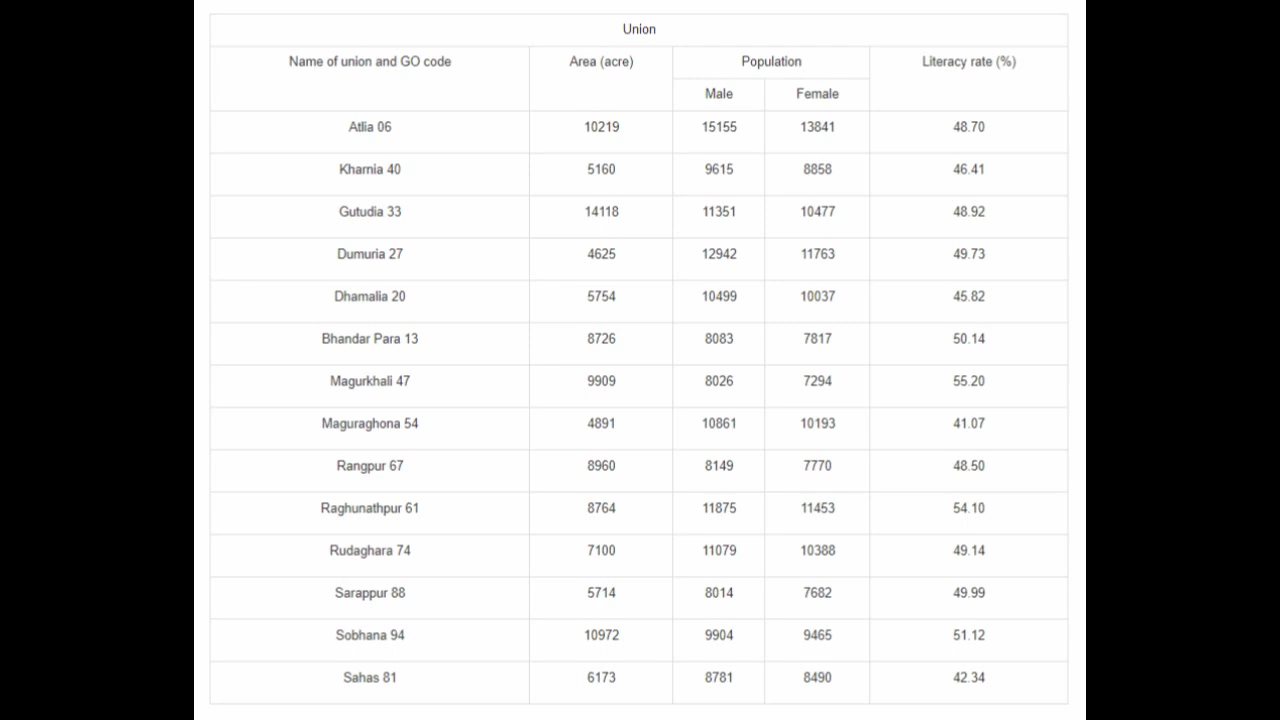 Union
Name of union and GO code Area (acre) Population Literacy rate (%)
Male Female
Atlia 06 10219 15155 13841 48.70
Kharnia 40 5160 9615 8858 46.41
Gutudia 33 14118 11351 10477 48.92
Dumuria 27 4625 12942 11763 49.73
Dhamalia 20 5754 10499 10037 45.82
Bhandar Para 13 8726 8083 7817 50.14
Magurkhali 47 9909 8026 7294 55.20
Maguraghona 54 4891 10861 10193 41.07
Rangpur 67 8960 8149 7770 48.50
Raghunathpur 61 8764 11875 11453 54.10
Rudaghara 74 7100 11079 10388 49.14
Sarappur 88 5714 8014 7682 49.99
Sobhana 94 10972 9904 9465 51.12
Sahas 81 6173 8781 8490 42.34